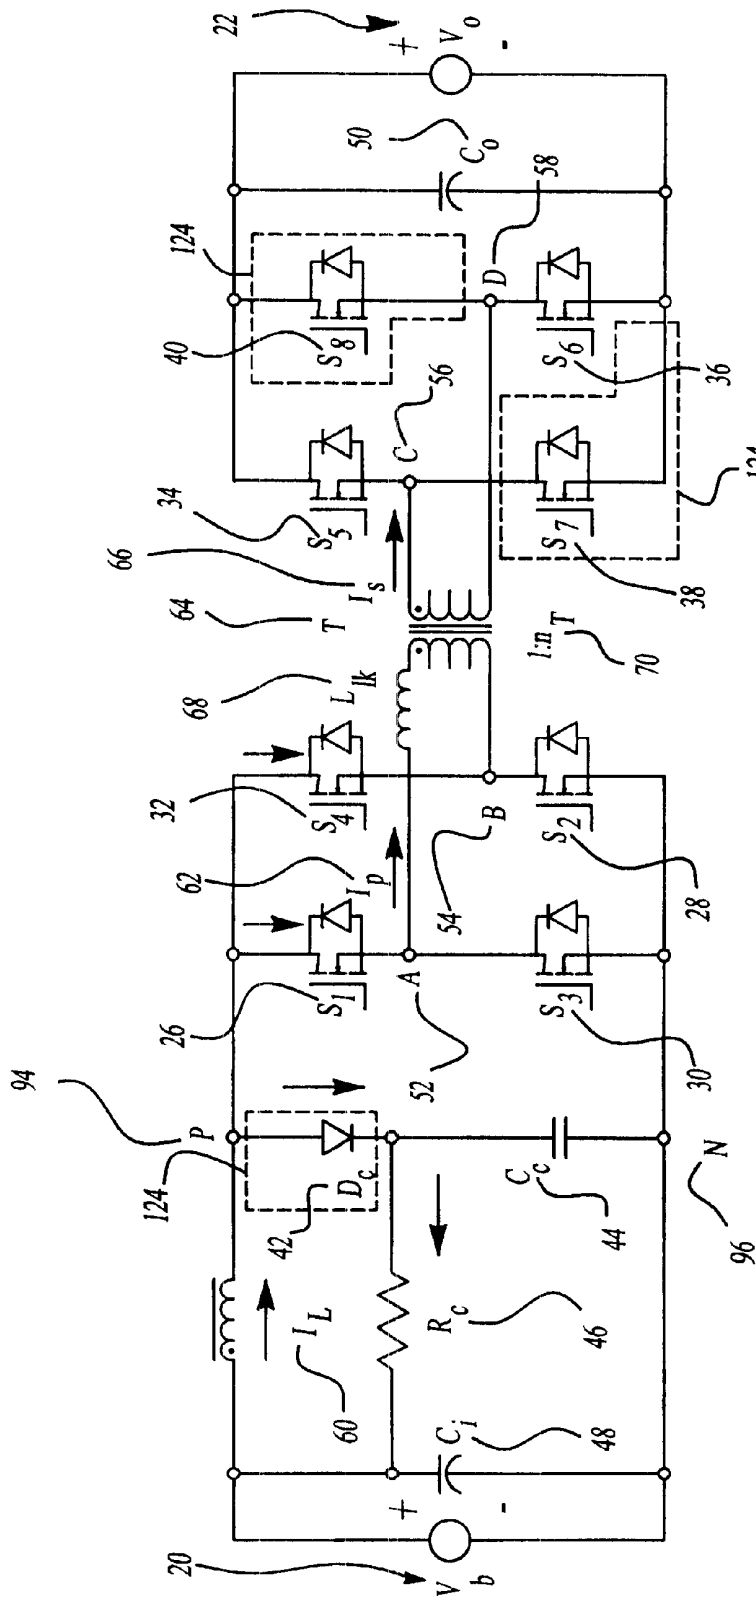 22
+
V o
-
50
C o
58
124
40
S 8
D
S 6
36
56
C
34
S 5
S 7
38
124
66
I s
64
T
1:n T
70
68
L lk
32
S 4
62
I p
B
54
S 2
28
26
S 1
A
52
S 3
30
94
P
124
42
D c
C c
44
N
96
I L
60
R c
46
C i
48
+
-
20
V b